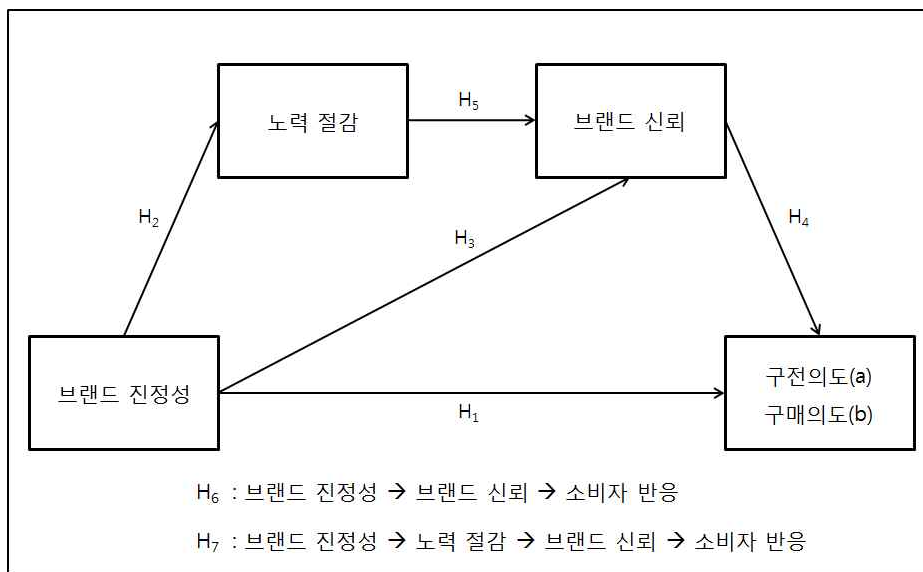 노력 절감
H₅
브랜드 신뢰
H₂
H₃
H₄
브랜드 진정성
H₁
구전의도(a)
구매의도(b)
H₆ : 브랜드 진정성 → 브랜드 신뢰 → 소비자 반응
H₇ : 브랜드 진정성 → 노력 절감 → 브랜드 신뢰 → 소비자 반응